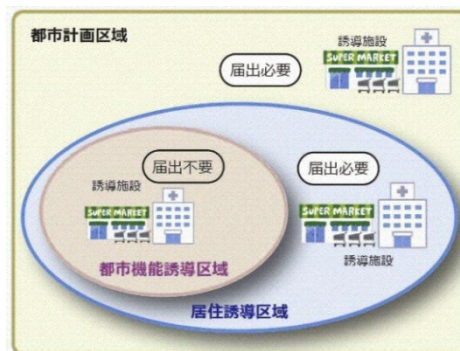 都市計画区域
誘導施設
SUPER MARKET
届出必要
届出不要
誘導施設
SUPER MARKET
都市機能誘導区域
届出必要
SUPER MARKET
誘導施設
居住誘導区域